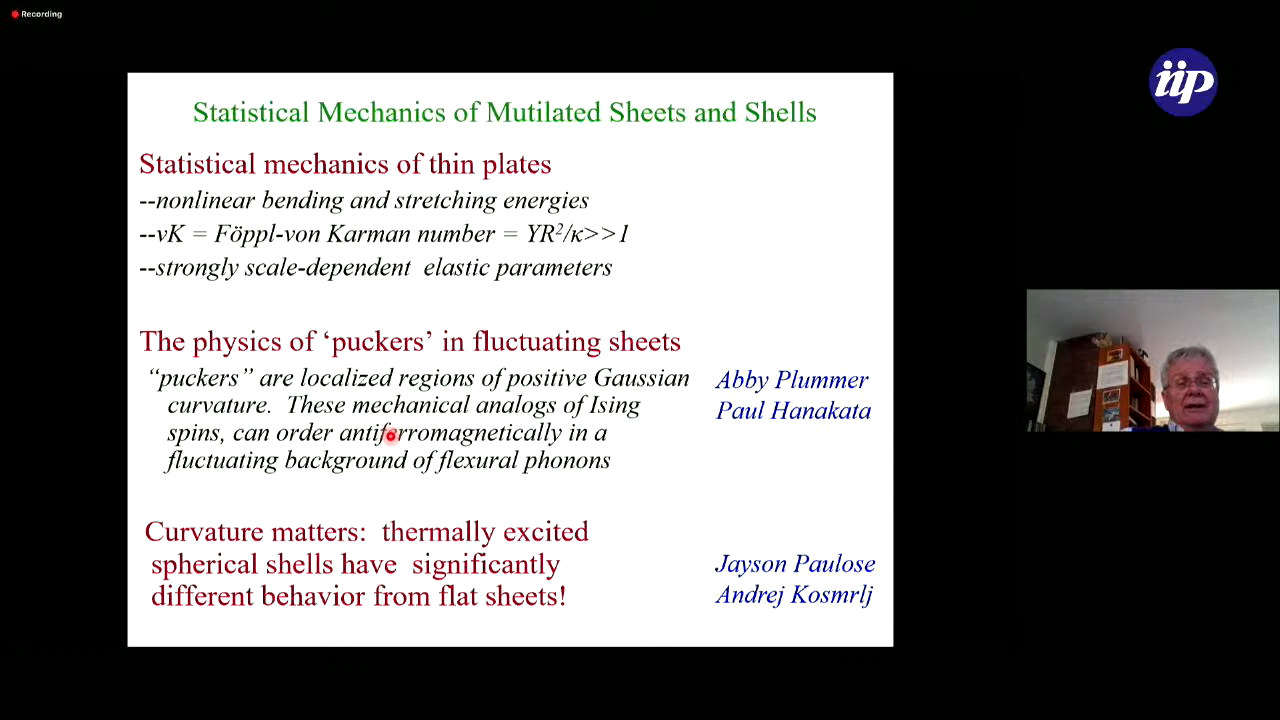 Recording
iip
Statistical Mechanics of Mutilated Sheets and Shells
Statistical mechanics of thin plates
--nonlinear bending and stretching energies
--vK = Föppl-von Karman number = YR²/κ>>1
--strongly scale-dependent elastic parameters
The physics of ‘puckers’ in fluctuating sheets
“puckers” are localized regions of positive Gaussian
curvature. These mechanical analogs of Ising
spins, can order antiferromagnetically in a
fluctuating background of flexural phonons
Abby Plummer
Paul Hanakata
Curvature matters: thermally excited
spherical shells have significantly
different behavior from flat sheets!
Jayson Paulose
Andrej Kosmrlj